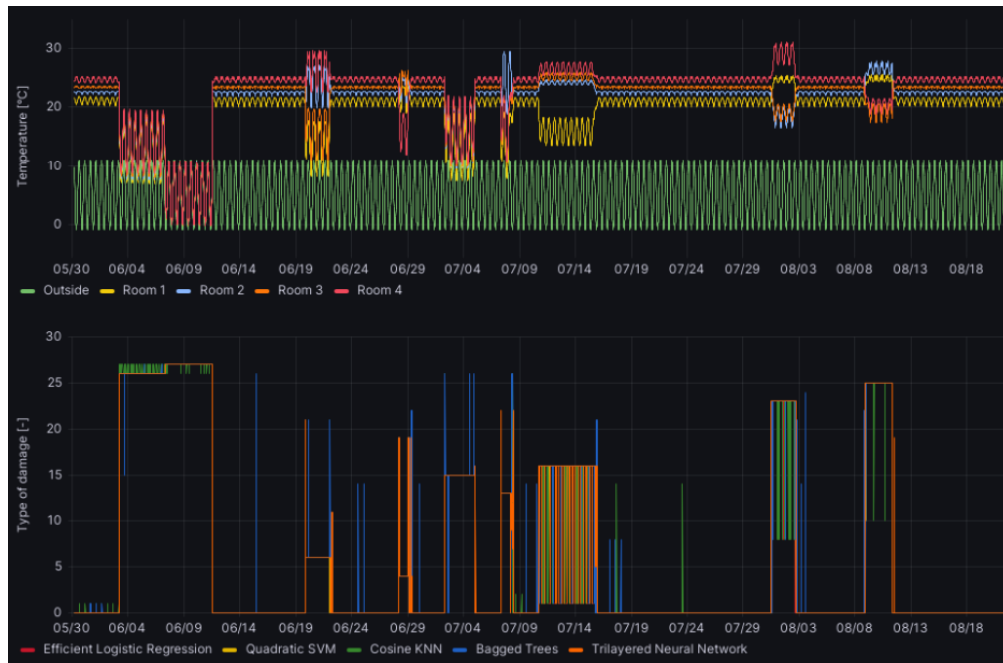 Temperature [°C]
30
20
10
0
05/30 06/04 06/09 06/14 06/19 06/24 06/29 07/04 07/09 07/14 07/19 07/24 07/29 08/03 08/08 08/13 08/18
Outside Room 1 Room 2 Room 3 Room 4
Type of damage [-]
30
25
20
15
10
5
0
05/30 06/04 06/09 06/14 06/19 06/24 06/29 07/04 07/09 07/14 07/19 07/24 07/29 08/03 08/08 08/13 08/18
Efficient Logistic Regression Quadratic SVM Cosine KNN Bagged Trees Trilayered Neural Network